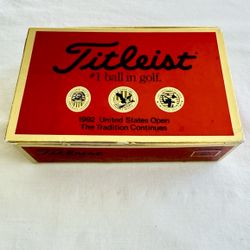 Titleist
#1 ball in golf.
1992 United States Open
The Tradition Continues